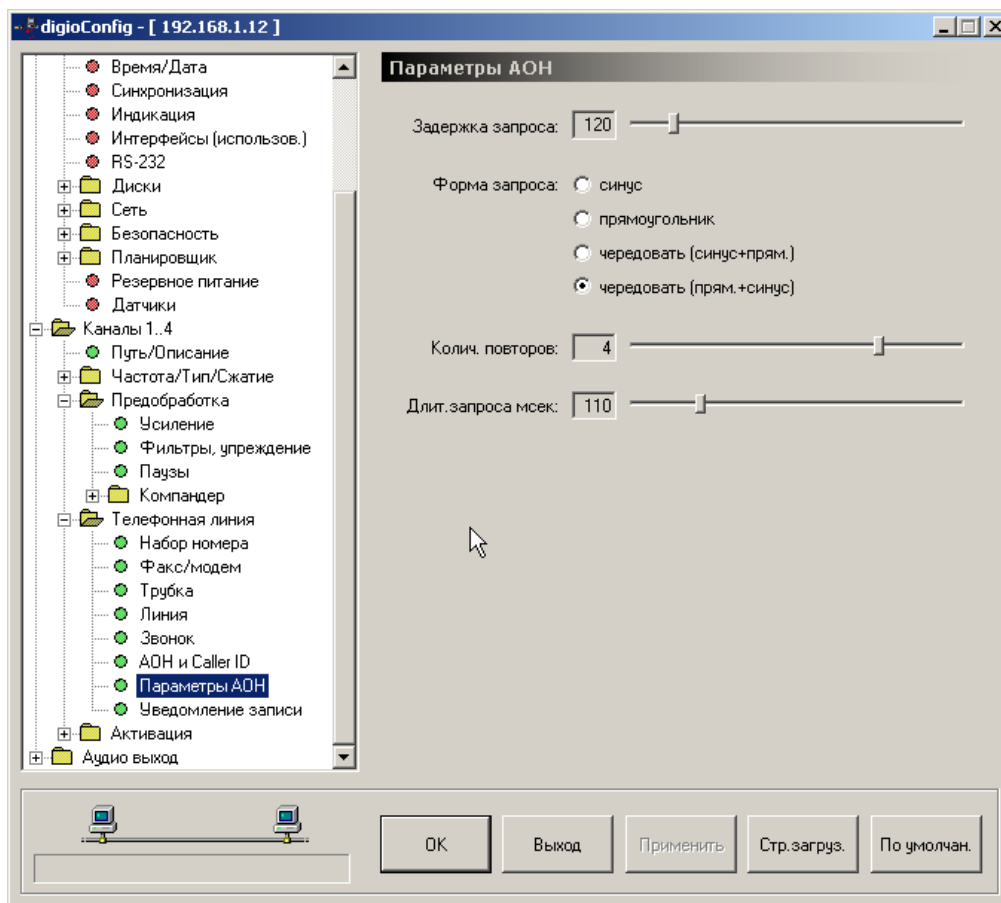 digioConfig - [ 192.168.1.12 ]
Время/Дата
Синхронизация
Индикация
Интерфейсы (использов.)
RS-232
Диски
Сеть
Безопасность
Планировщик
Резервное питание
Датчики
Каналы 1..4
Путь/Описание
Частота/Тип/Сжатие
Предобработка
Усиление
Фильтры, упреждение
Паузы
Компандер
Телефонная линия
Набор номера
Факс/модем
Трубка
Линия
Звонок
АОН и Caller ID
Параметры АОН
Уведомление записи
Активация
Аудио выход
Параметры АОН
Задержка запроса: 120
Форма запроса: синус
прямоугольник
чередовать (синус+прям.)
чередовать (прям.+синус)
Колич. повторов: 4
Длит.запроса мсек: 110
OK
Выход
Применить
Стр.загруз.
По умолчан.